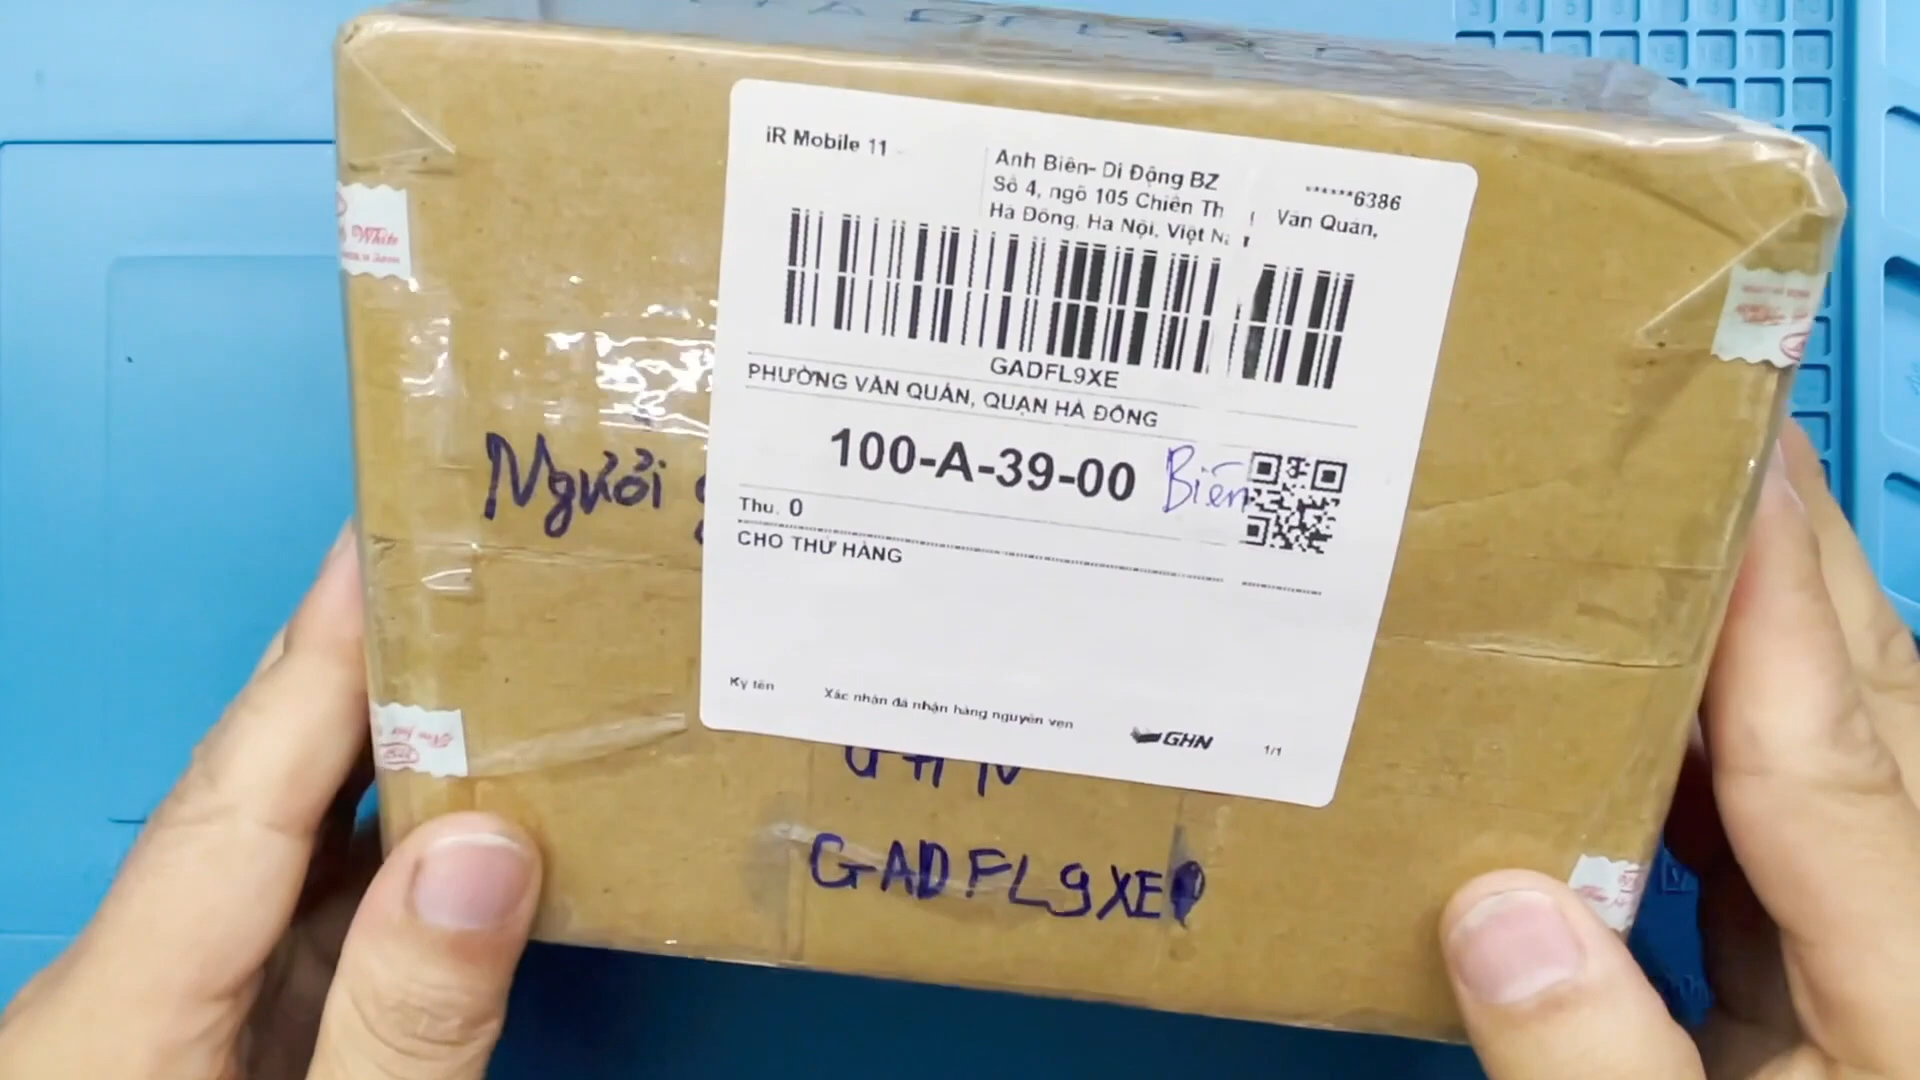 iR Mobile 11
Anh Biên- Di Động BZ ******6386
Số 4, ngõ 105 Chiến Th Văn Quán,
Hà Đông, Hà Nội, Việt Na
GADFL9XE
PHƯỜNG VĂN QUÁN, QUẬN HÀ ĐÔNG
100-A-39-00
Biên
Thu. 0
CHO THỬ HÀNG
Ký tên
Xác nhận đã nhận hàng nguyên vẹn
GHN
1/1
Người
GHN
GADFL9XE
White